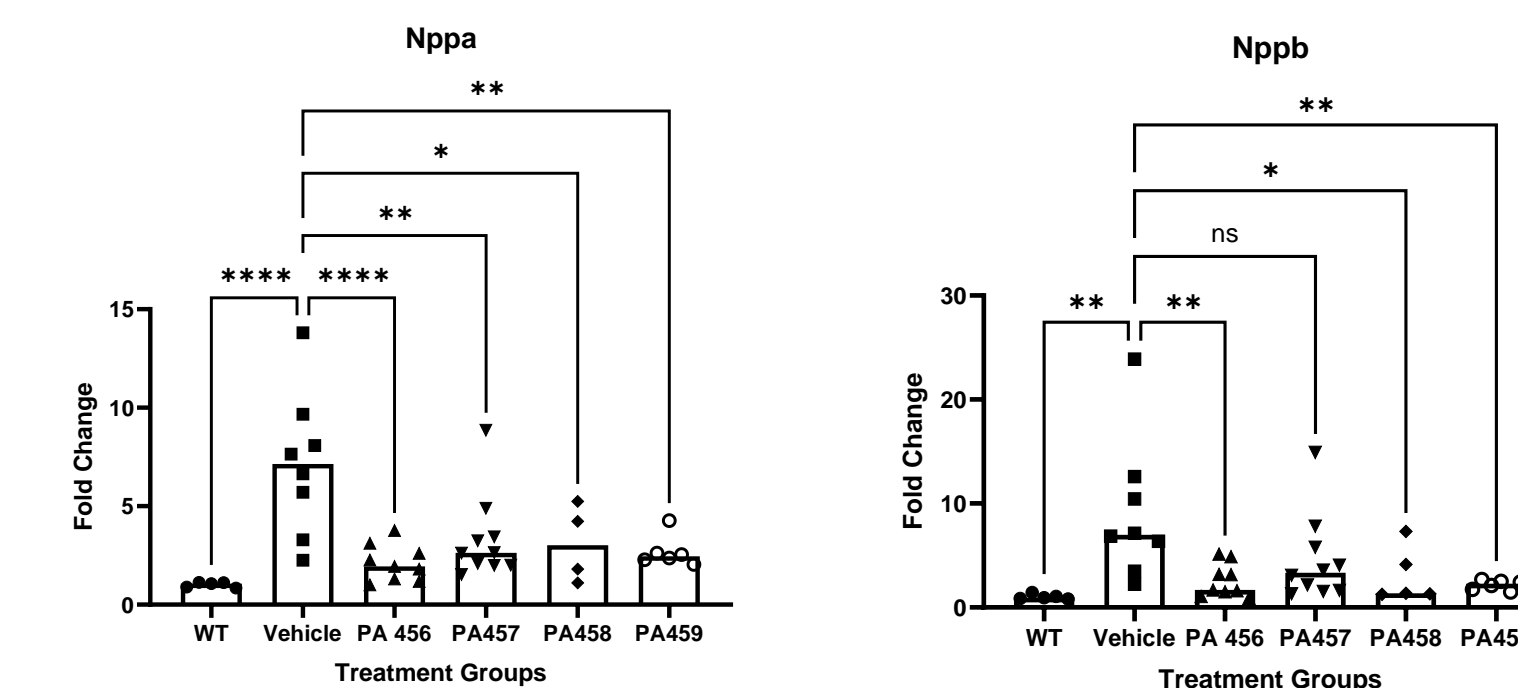 Nppa
**
*
**
**** ****
15
10
5
0
Fold Change
WT Vehicle PA 456 PA457 PA458 PA459
Treatment Groups
Nppb
**
*
ns
** **
30
20
10
0
Fold Change
WT Vehicle PA 456 PA457 PA458 PA45
Treatment Groups